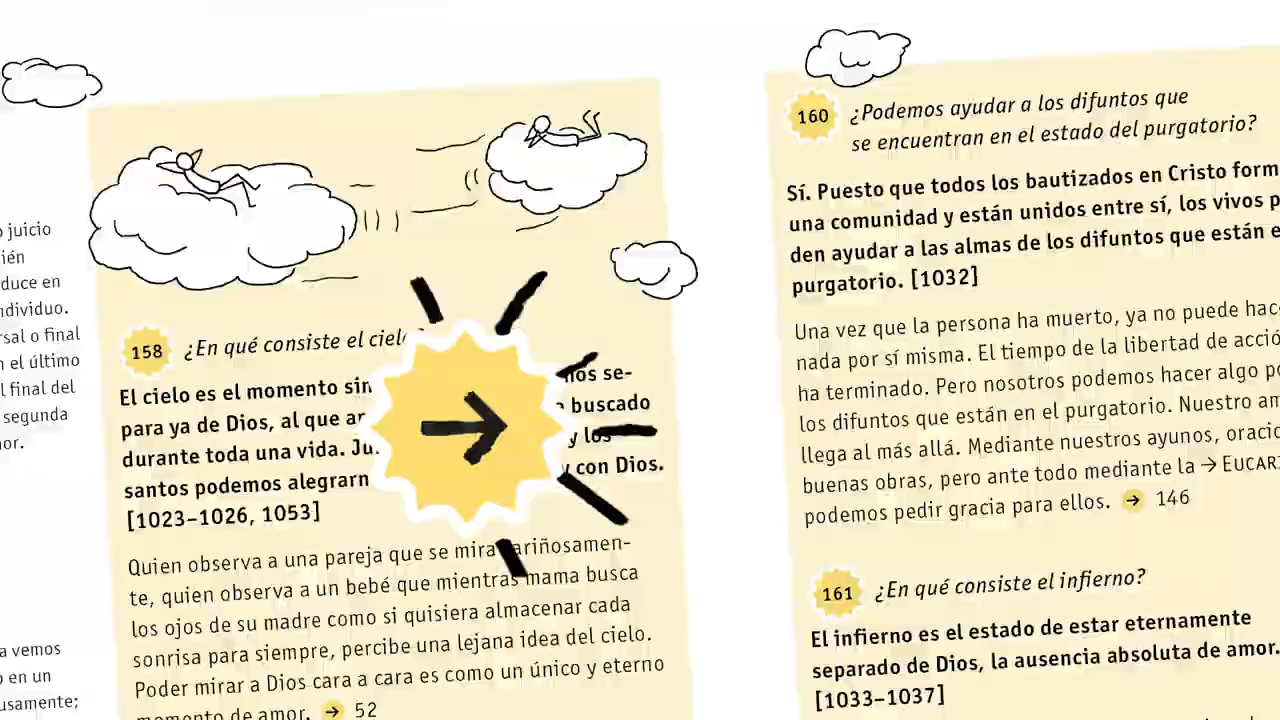 o juicio
ién
duce en
dividuo.
rsal o final
n el último
l final del
segunda
or.
a vemos
o en un
usamente;
158 ¿En qué consiste el cielo?
El cielo es el momento sin nos se-
para ya de Dios, al que buscado
durante toda una vida. y los
santos podemos alegrarn y con Dios.
[1023–1026, 1053]
Quien observa a una pareja que se mira cariñosamen-
te, quien observa a un bebé que mientras mama busca
los ojos de su madre como si quisiera almacenar cada
sonrisa para siempre, percibe una lejana idea del cielo.
Poder mirar a Dios cara a cara es como un único y eterno
momento de amor. → 52
160 ¿Podemos ayudar a los difuntos que
se encuentran en el estado del purgatorio?
Sí. Puesto que todos los bautizados en Cristo form
una comunidad y están unidos entre sí, los vivos p
den ayudar a las almas de los difuntos que están e
purgatorio. [1032]
Una vez que la persona ha muerto, ya no puede hac
nada por sí misma. El tiempo de la libertad de acció
ha terminado. Pero nosotros podemos hacer algo po
los difuntos que están en el purgatorio. Nuestro am
llega al más allá. Mediante nuestros ayunos, oracio
buenas obras, pero ante todo mediante la → EUCAR
podemos pedir gracia para ellos. → 146
161 ¿En qué consiste el infierno?
El infierno es el estado de estar eternamente
separado de Dios, la ausencia absoluta de amor.
[1033–1037]